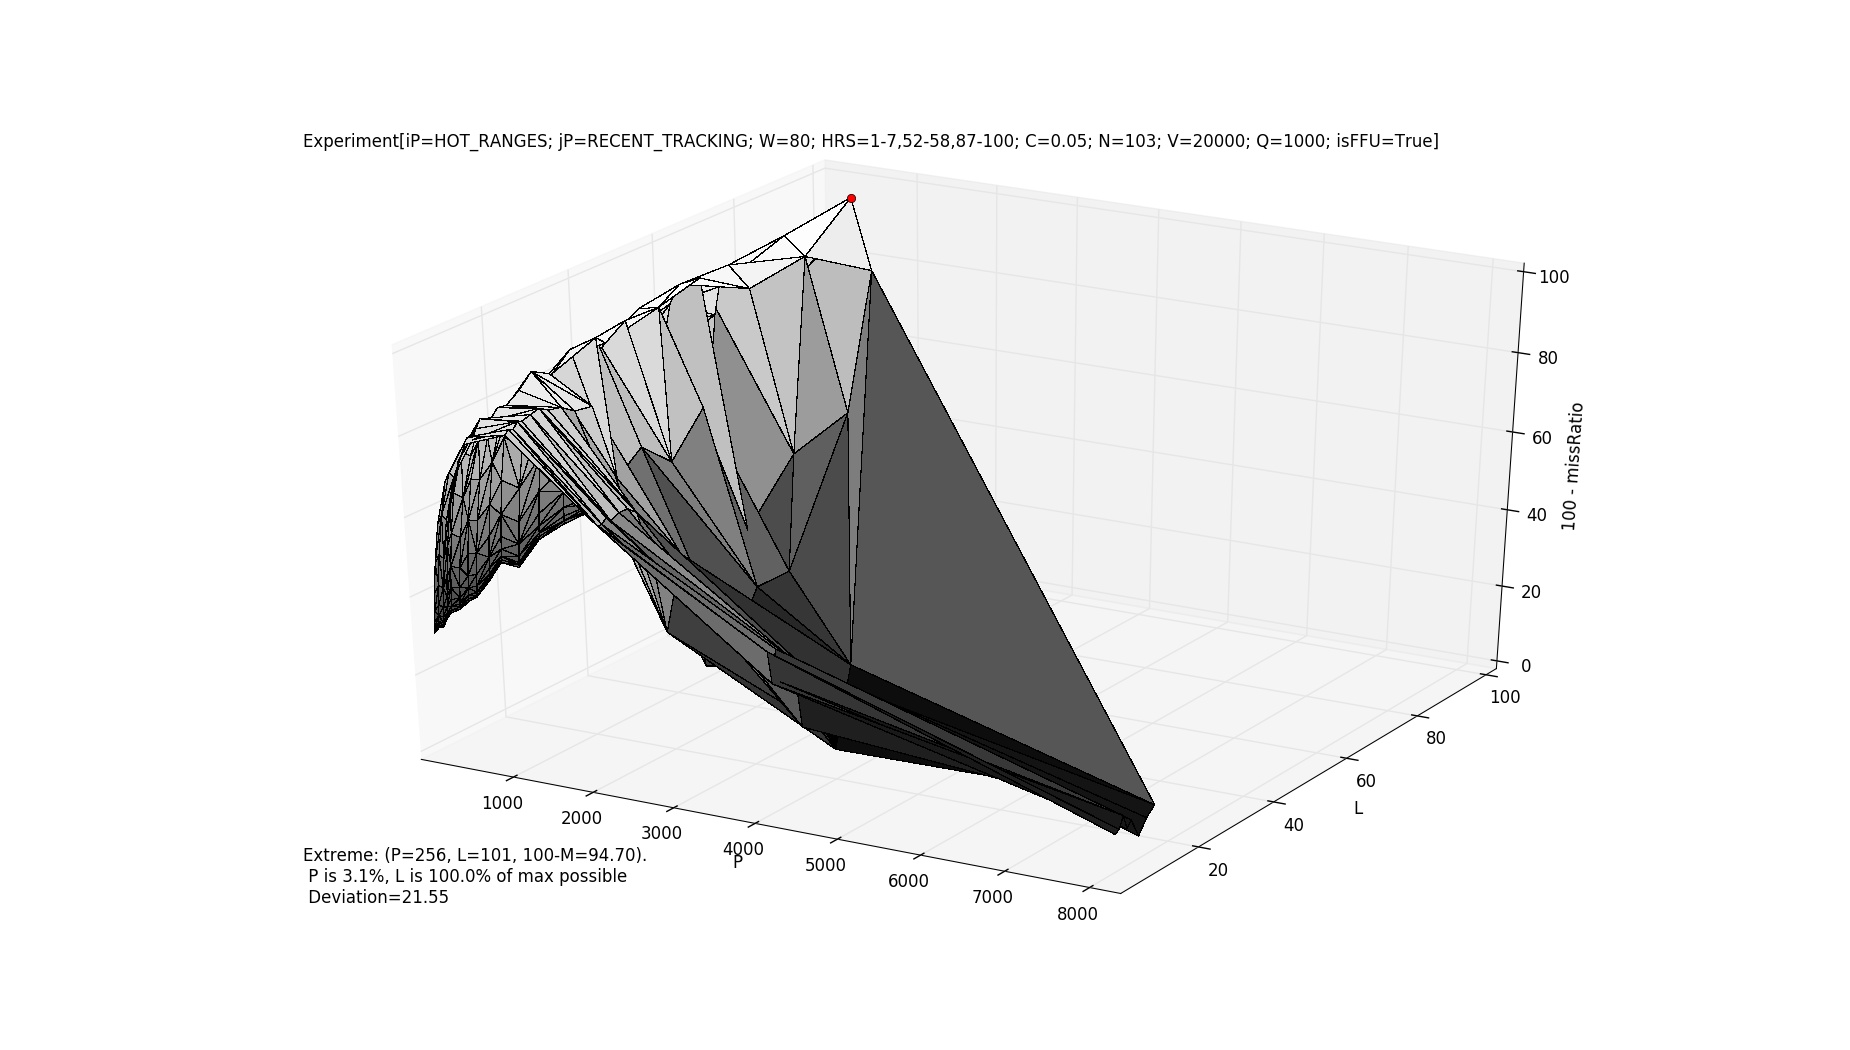 Experiment[iP=HOT_RANGES; jP=RECENT_TRACKING; W=80; HRS=1-7,52-58,87-100; C=0.05; N=103; V=20000; Q=1000; isFFU=True]
100
80
60
40
20
0
100 - missRatio
100
80
60
40
20
L
1000
2000
3000
4000
5000
6000
7000
8000
P
Extreme: (P=256, L=101, 100-M=94.70).
P is 3.1%, L is 100.0% of max possible
Deviation=21.55